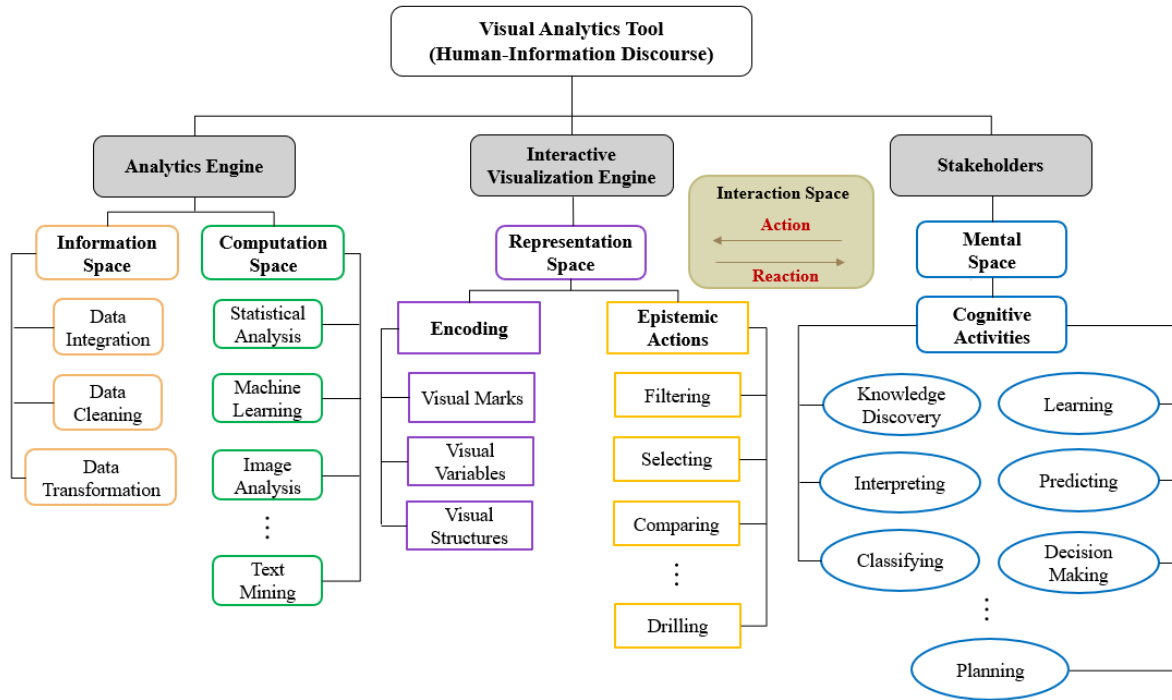 Visual Analytics Tool
(Human-Information Discourse)
Analytics Engine
Interactive
Visualization Engine
Stakeholders
Interaction Space
Action
Reaction
Information
Space
Computation
Space
Representation
Space
Mental
Space
Data
Integration
Data
Cleaning
Data
Transformation
Statistical
Analysis
Machine
Learning
Image
Analysis
Text
Mining
Encoding
Visual Marks
Visual
Variables
Visual
Structures
Epistemic
Actions
Filtering
Selecting
Comparing
Drilling
Cognitive
Activities
Knowledge
Discovery
Learning
Interpreting
Predicting
Classifying
Decision
Making
Planning